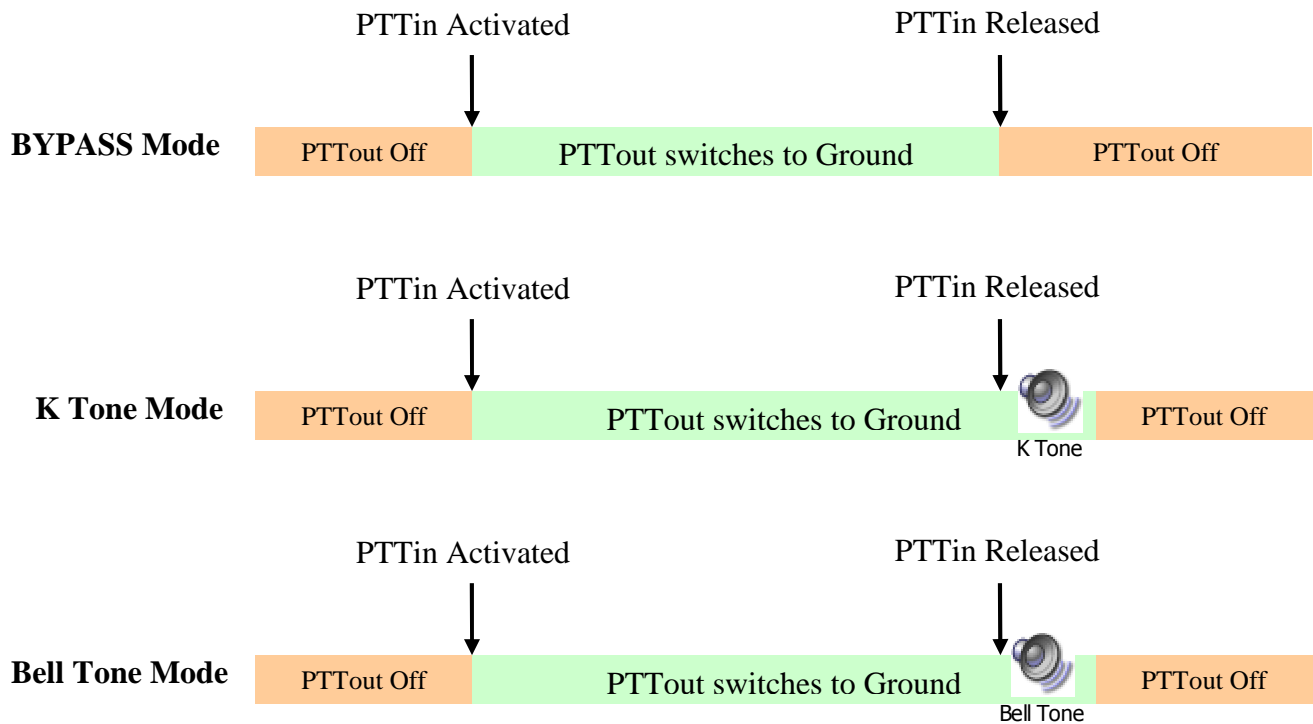 PTTin Activated PTTin Released
BYPASS Mode PTTout Off PTTout switches to Ground PTTout Off
PTTin Activated PTTin Released
K Tone Mode PTTout Off PTTout switches to Ground PTTout Off
K Tone
PTTin Activated PTTin Released
Bell Tone Mode PTTout Off PTTout switches to Ground PTTout Off
Bell Tone